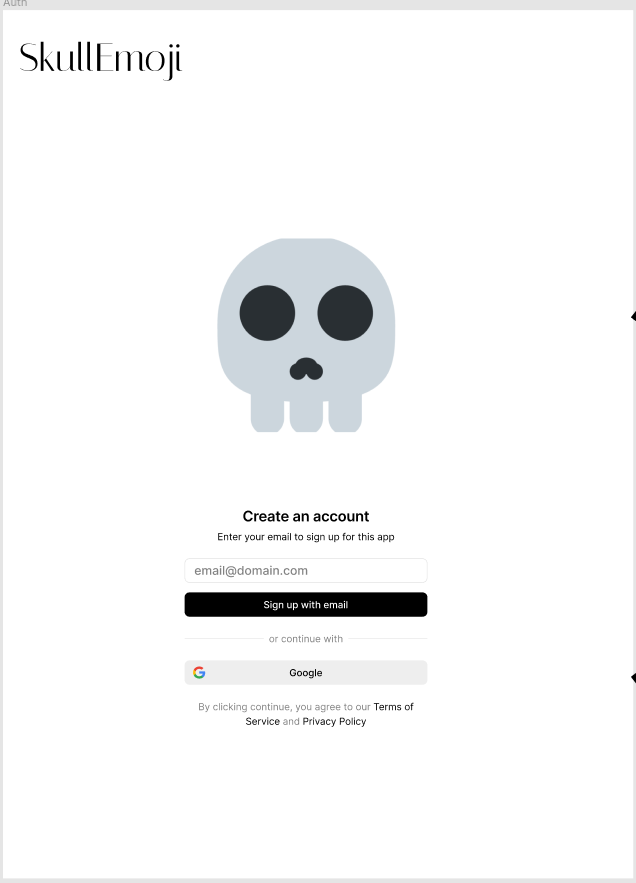 Auth
SkullEmoji
Create an account
Enter your email to sign up for this app
email@domain.com
Sign up with email
or continue with
Google
By clicking continue, you agree to our Terms of
Service and Privacy Policy